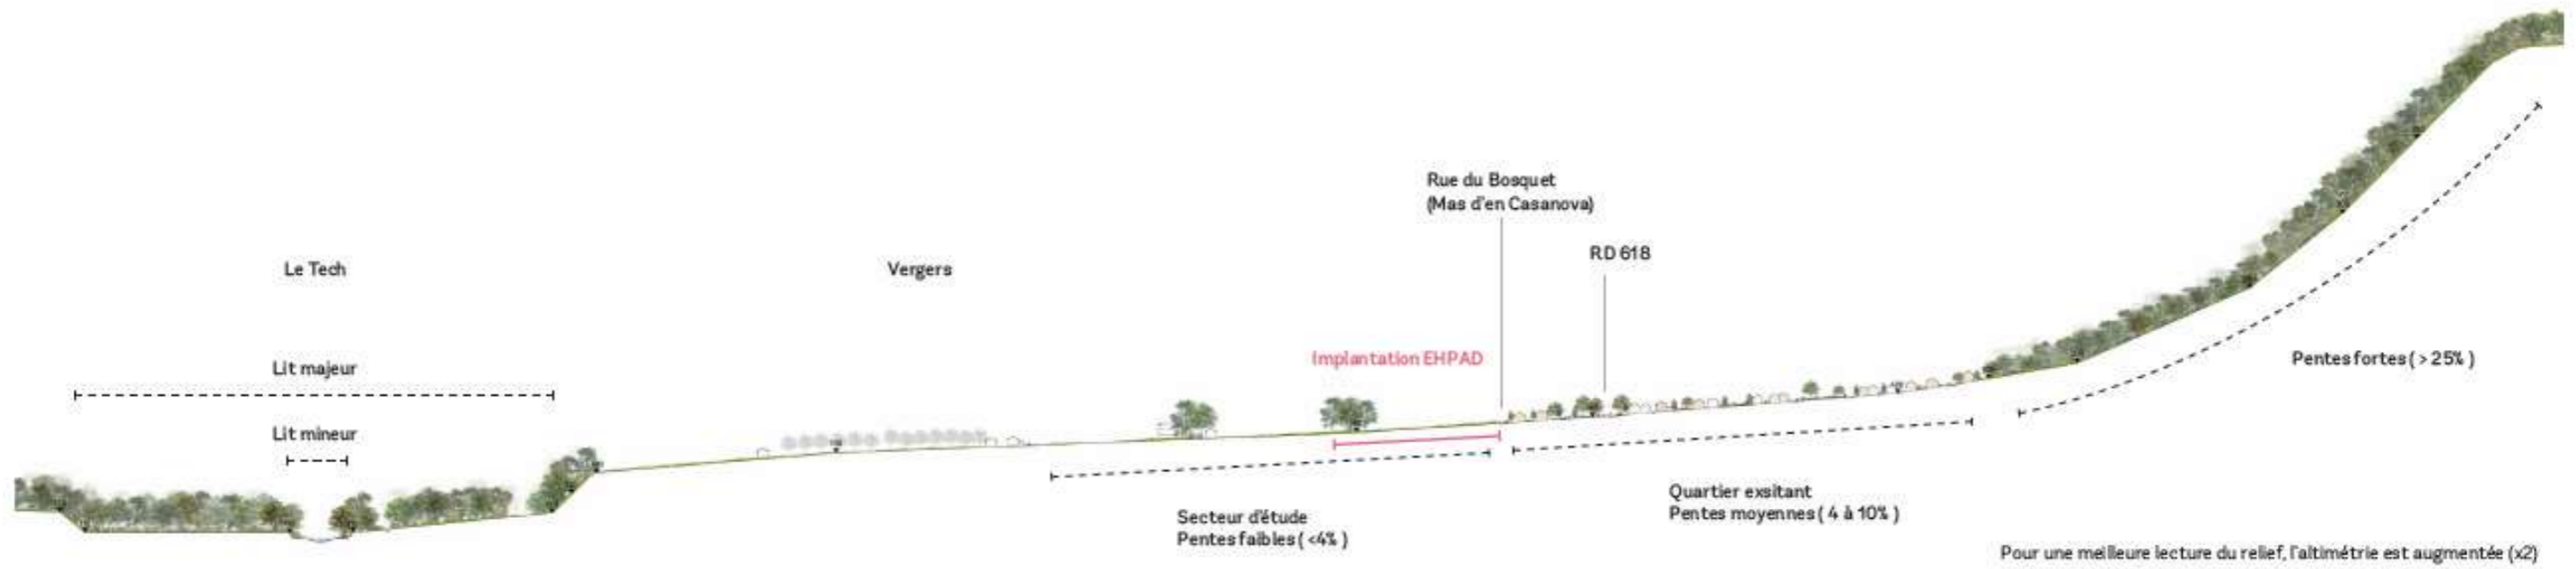 Rue du Bosquet
(Mas d'en Casanova)
RD 618
Le Tech
Vergers
Implantation EHPAD
Lit majeur
Pentes fortes ( > 25% )
Lit mineur
Quartier exsitant
Pentes moyennes ( 4 à 10% )
Secteur d'étude
Pentes faibles ( <4% )
Pour une meilleure lecture du relief, l'altimétrie est augmentée (x2)